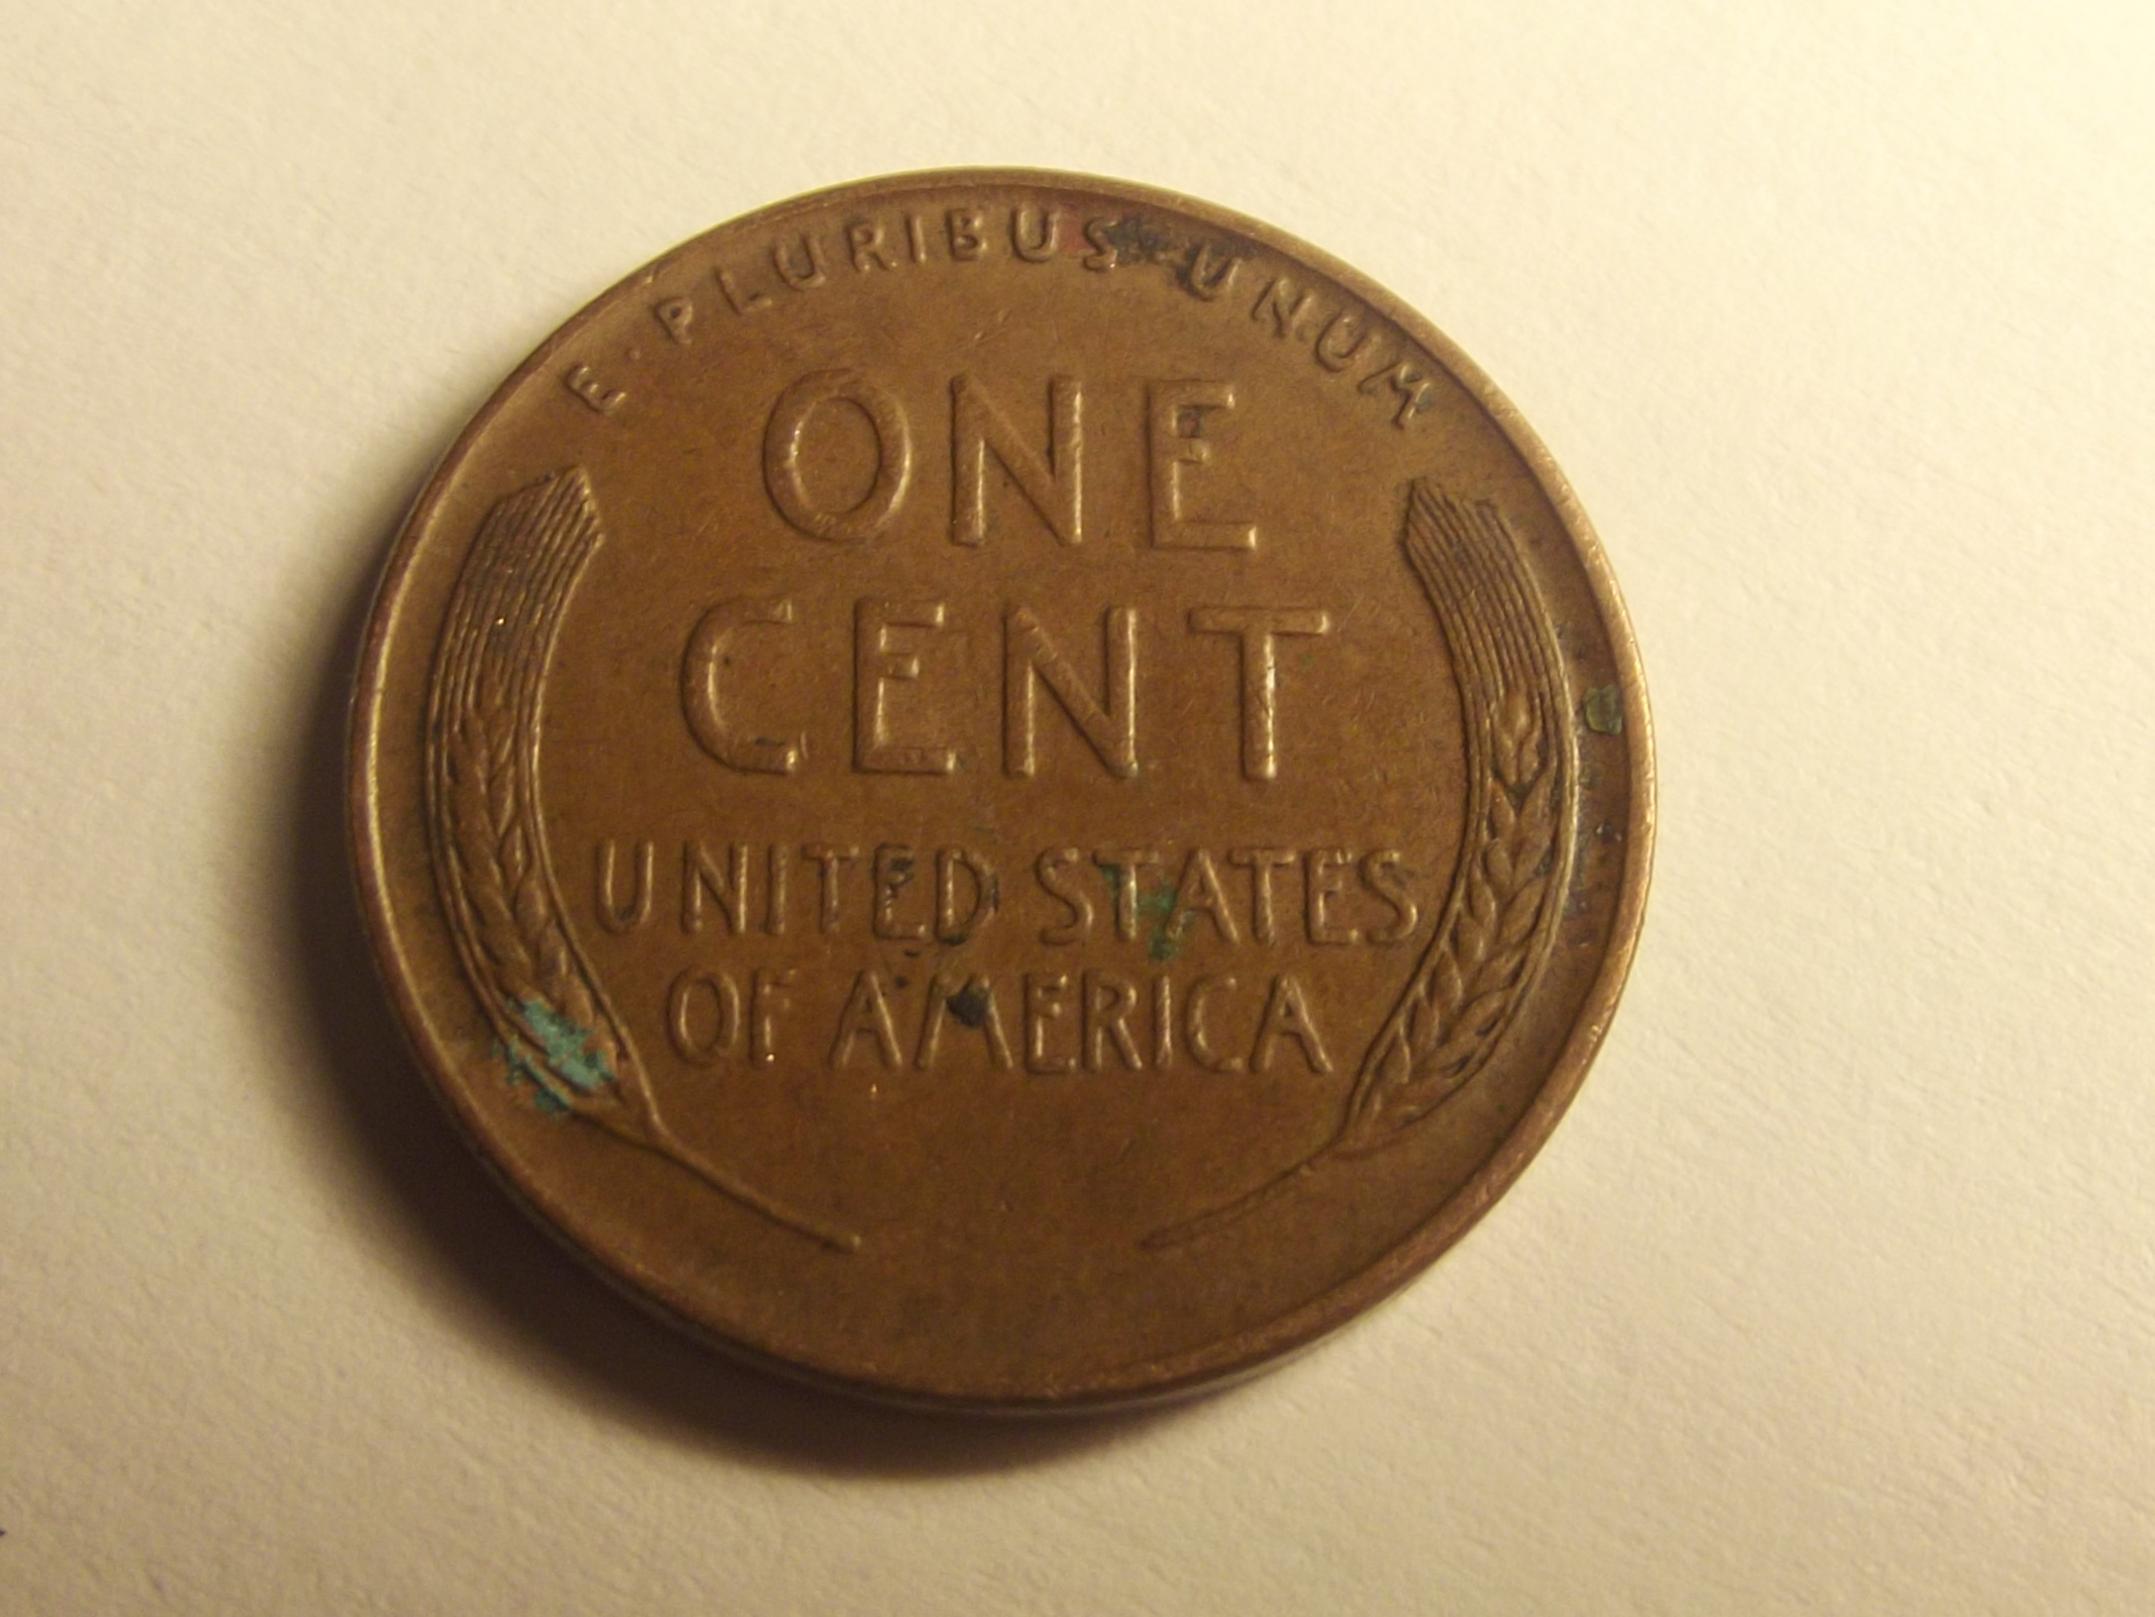 E · PLURIBUS · UNUM
ONE
CENT
UNITED STATES
OF AMERICA